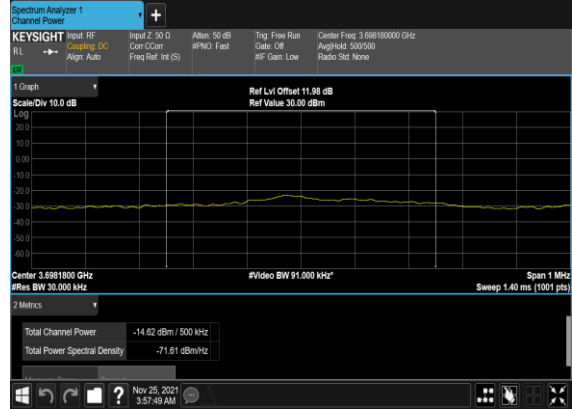 Spectrum Analyzer 1
Channel Power
+
KEYSIGHT Input: RF Input Z: 50 Ω Atten: 50 dB Trig: Free Run Center Freq: 3.698180000 GHz
RL Coupling: DC Corr CCorr #PNO: Fast Gate: Off Avg|Hold: 500/500
Align: Auto Freq Ref: Int (S) #IF Gain: Low Radio Std: None
1 Graph
Ref Lvl Offset 11.98 dB
Scale/Div 10.0 dB Ref Value 30.00 dBm
Log
20.0
10.0
0.00
-10.0
-20.0
-30.0
-40.0
-50.0
-60.0
Center 3.6981800 GHz #Video BW 91.000 kHz* Span 1 MHz
#Res BW 30.000 kHz Sweep 1.40 ms (1001 pts)
2 Metrics
Total Channel Power -14.62 dBm / 500 kHz
Total Power Spectral Density -71.61 dBm/Hz
?
Nov 25, 2021
3:57:49 AM